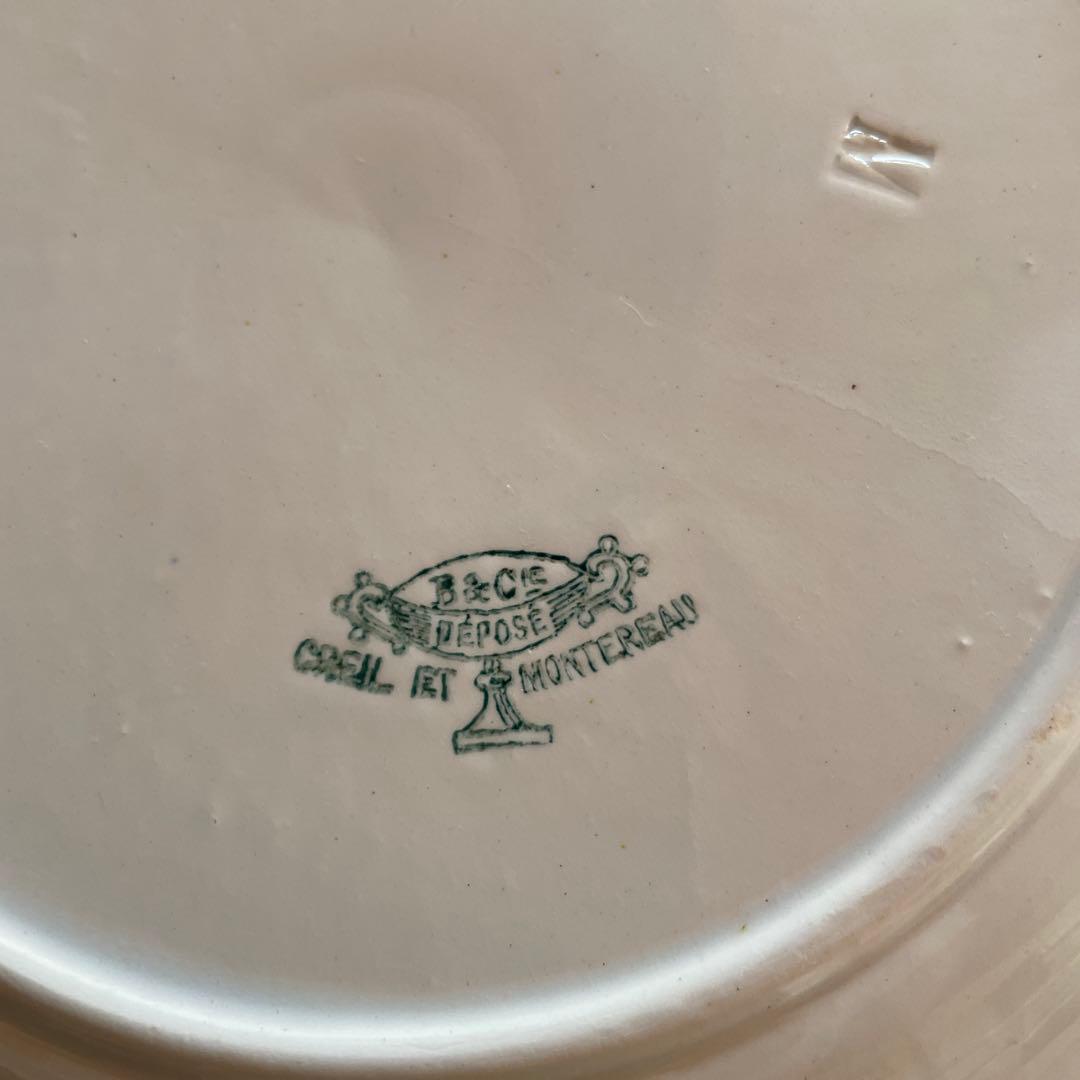 M
B & CIE
DÉPOSÉ
CREIL ET MONTEREAU